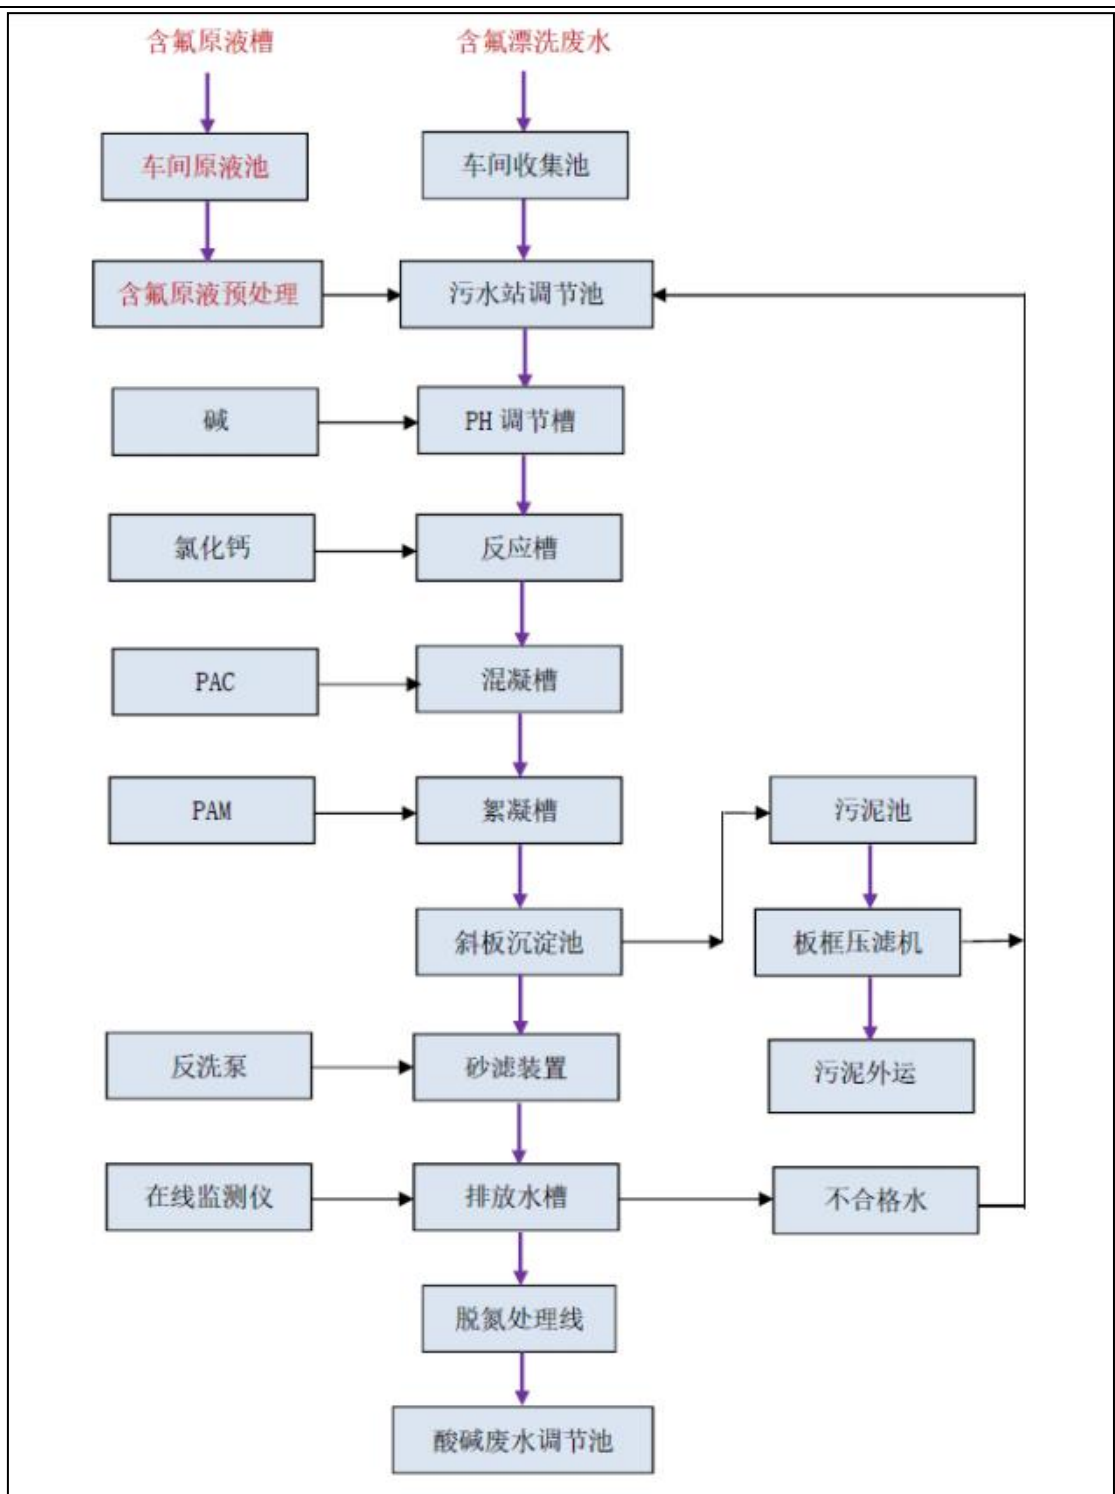 含氟原液槽
含氟漂洗废水
车间原液池
车间收集池
含氟原液预处理
污水站调节池
碱
PH 调节槽
氯化钙
反应槽
PAC
混凝槽
PAM
絮凝槽
污泥池
斜板沉淀池
板框压滤机
反洗泵
砂滤装置
污泥外运
在线监测仪
排放水槽
不合格水
脱氮处理线
酸碱废水调节池